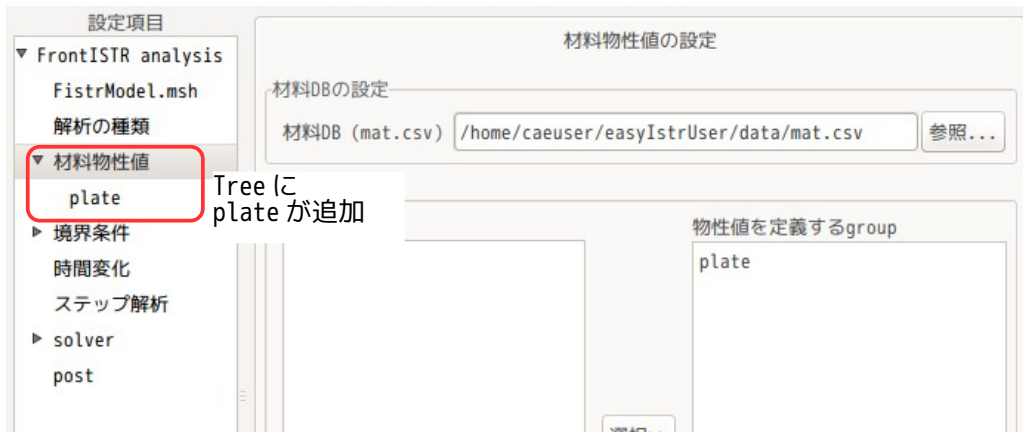 設定項目
▼ FrontISTR analysis
FistrModel.msh
解析の種類
▼ 材料物性値
plate
▶ 境界条件
時間変化
ステップ解析
▶ solver
post
Tree に
plate が追加
材料物性値の設定
材料DBの設定
材料DB (mat.csv) /home/caeuser/easyIstrUser/data/mat.csv 参照...
物性値を定義するgroup
plate